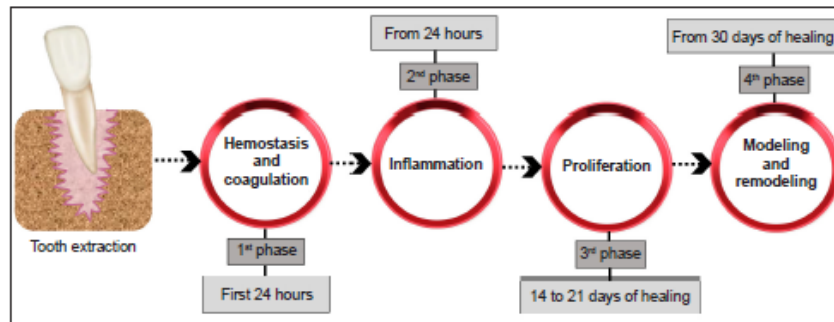 From 24 hours
From 30 days of healing
2nd phase
4th phase
Hemostasis
and
coagulation
Inflammation
Proliferation
Modeling
and
remodeling
Tooth extraction
1st phase
3rd phase
First 24 hours
14 to 21 days of healing